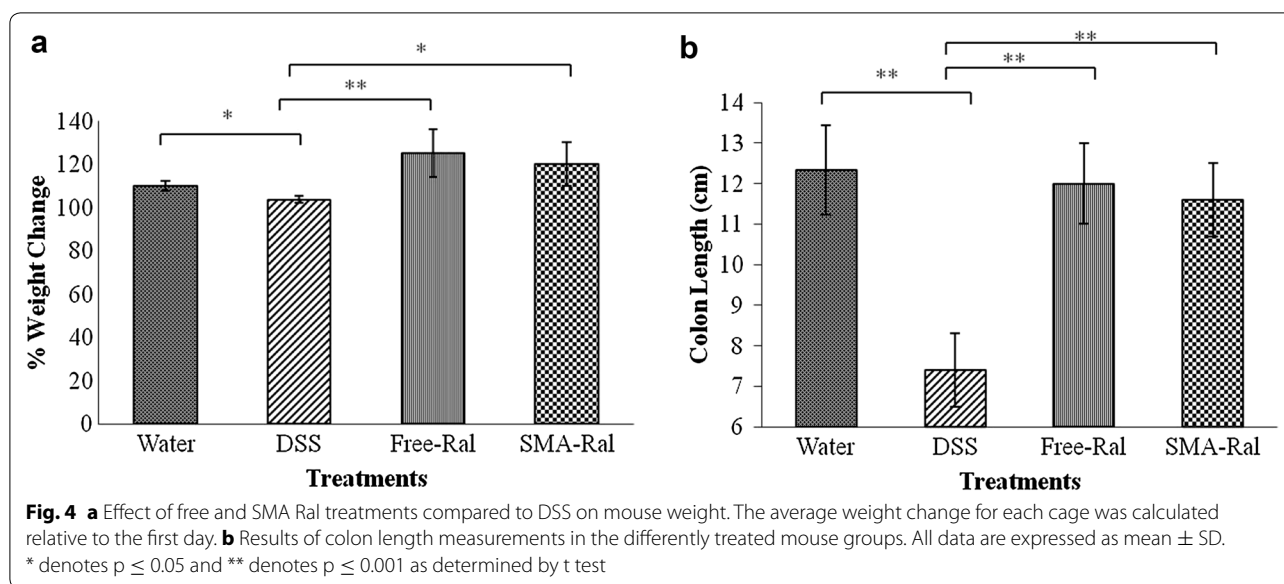 a
*
**
*
% Weight Change
140
120
100
80
60
40
20
0
Water DSS Free-Ral SMA-Ral
Treatments
b
**
**
**
Colon Length (cm)
14
13
12
11
10
9
8
7
6
Water DSS Free-Ral SMA-Ral
Treatments
Fig. 4 a Effect of free and SMA Ral treatments compared to DSS on mouse weight. The average weight change for each cage was calculated
relative to the first day. b Results of colon length measurements in the differently treated mouse groups. All data are expressed as mean ± SD.
* denotes p ≤ 0.05 and ** denotes p ≤ 0.001 as determined by t test